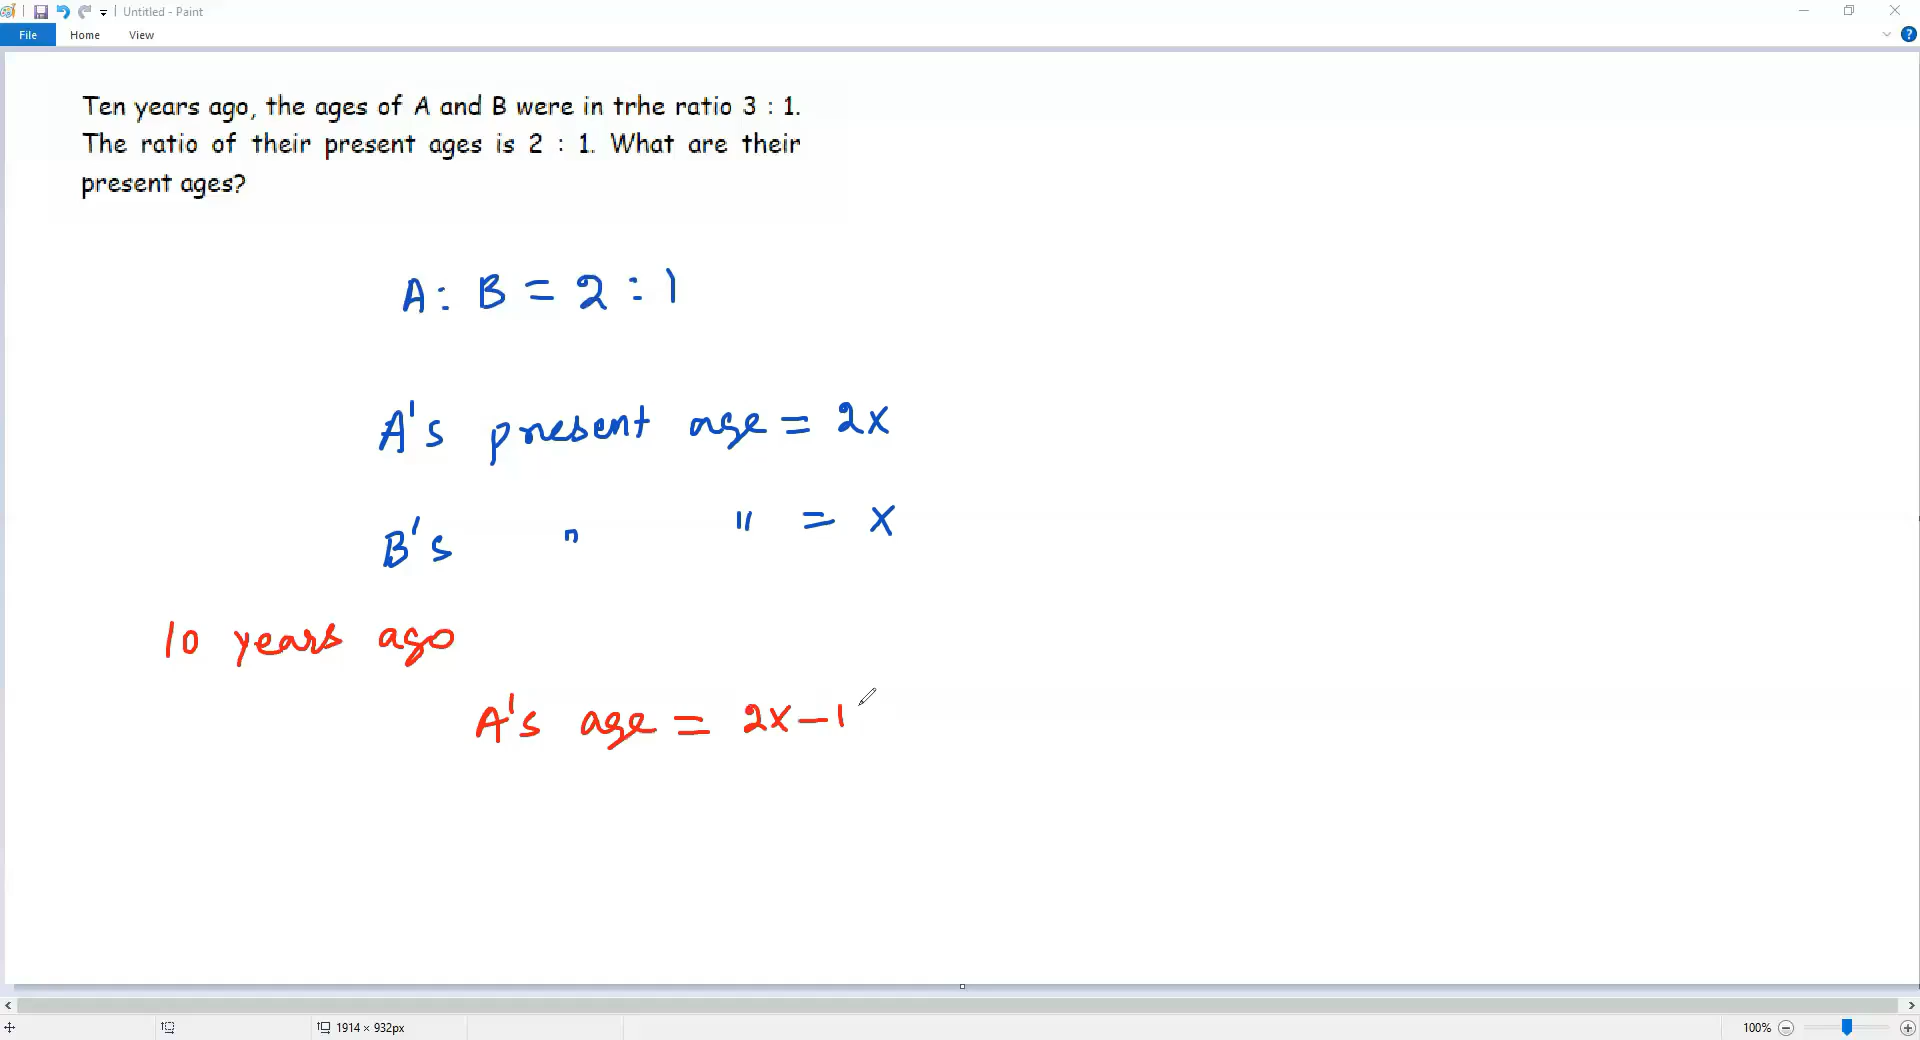 Untitled - Paint
File Home View
Ten years ago, the ages of A and B were in trhe ratio 3 : 1.
The ratio of their present ages is 2 : 1. What are their
present ages?
A : B = 2 : 1
A's present age = 2x
B's " " = x
10 years ago
A's age = 2x - 1
1914 × 932px 100%